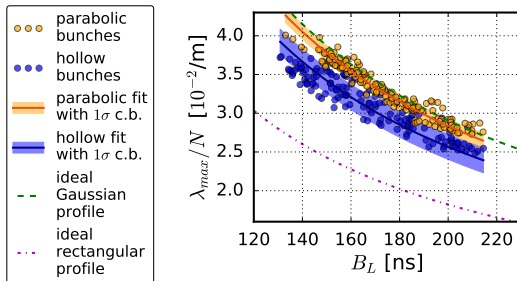 parabolic
bunches
hollow
bunches
parabolic fit
with 1σ c.b.
hollow fit
with 1σ c.b.
ideal
Gaussian
profile
ideal
rectangular
profile
λmax/N [10−2/m]
4.0
3.5
3.0
2.5
2.0
120 140 160 180 200 220
BL [ns]